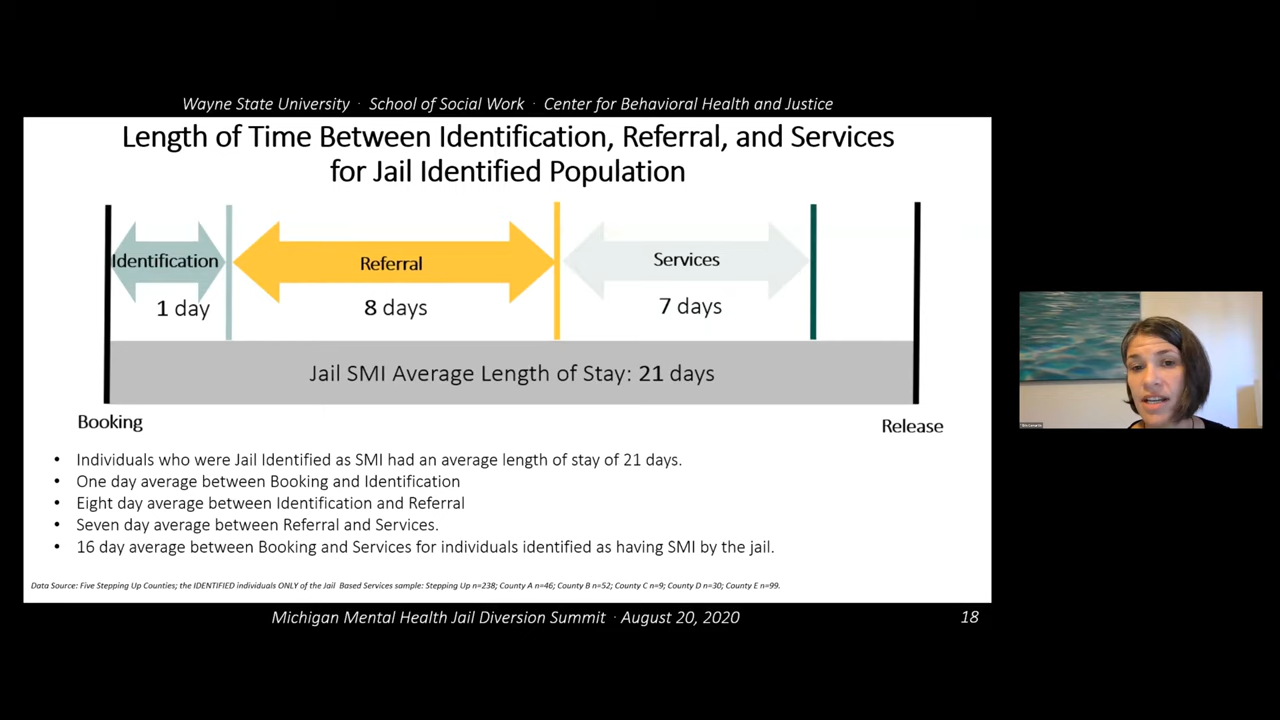 Wayne State University · School of Social Work · Center for Behavioral Health and Justice
Length of Time Between Identification, Referral, and Services
for Jail Identified Population
Identification
Referral
Services
1 day
8 days
7 days
Jail SMI Average Length of Stay: 21 days
Booking
Release
• Individuals who were Jail Identified as SMI had an average length of stay of 21 days.
• One day average between Booking and Identification
• Eight day average between Identification and Referral
• Seven day average between Referral and Services.
• 16 day average between Booking and Services for individuals identified as having SMI by the jail.
Data Source: Five Stepping Up Counties; the IDENTIFIED individuals ONLY of the Jail Based Services sample: Stepping Up n=238; County A n=46; County B n=52; County C n=9; County D n=30; County E n=99.
Michigan Mental Health Jail Diversion Summit · August 20, 2020
18